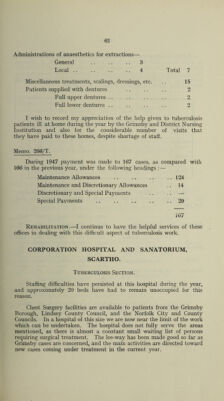 61
Administrations of anaesthetics for extractions—
General .. .. .. 3
Local .. .. .. .. 4 Total 7
Miscellaneous treatments, scalings, dressings, etc. .. 15
Patients supplied with dentures .. .. .. 2
Full upper dentures .. .. .. .. 2
Full lower dentures .. .. .. .. 2
I wish to record my appreciation of the help given to tuberculosis
patients ill at home during the year by the Grimsby and District Nursing
Institution and also for the considerable number of visits that
they have paid to these homes, despite shortage of staff.
Memo. 266/T.
During 1947 payment was made to 167 cases, as compared with
166 in the previous year, under the following headings :—
Maintenance Allowances .. .. .. .. 124
Maintenance and Discretionary Allowances .. 14
Discretionary and Special Payments .. .. —
Special Payments .. .. .. .. .. 29
167
REHABILITATION.—I continue to have the helpful services of these
offices in dealing with this difficult aspect of tuberculosis work.
CORPORATION HOSPITAL AND SANATORIUM,
SCARTHO.
TUBERCULOSIS SECTION.
Staffing difficulties have persisted at this hospital during the year,
and approximately 20 beds have had to remain unoccupied for this
reason.
Chest Surgery facilities are available to patients from the Grimsby
Borough, Lindsey County Council, and the Norfolk City and County
Councils. In a hospital of this size we are now near the limit of the work
which can be undertaken. The hospital does not fully serve the areas
mentioned, as there is almost a constant small waiting list of persons
requiring surgical treatment. The lee-way has been made good so far as
Grimsby cases are concerned, and the main activities are directed toward
new cases coming under treatment in the current year.